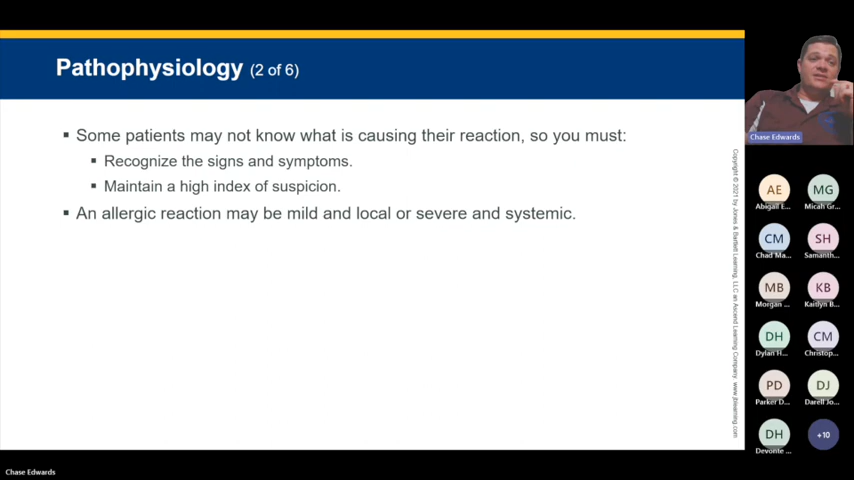 Pathophysiology (2 of 6)
Some patients may not know what is causing their reaction, so you must:
Recognize the signs and symptoms.
Maintain a high index of suspicion.
An allergic reaction may be mild and local or severe and systemic.
Copyright © 2021 by Jones & Bartlett Learning, LLC an Ascend Learning Company. www.jblearning.com
Chase Edwards
AE
Abigail E...
MG
Micah Gr...
CM
Chad Ma...
SH
Samanth...
MB
Morgan ...
KB
Kaitlyn B...
DH
Dylan H...
CM
Christop...
PD
Parker D...
DJ
Darell Jo...
DH
Devonte ...
+10
Chase Edwards